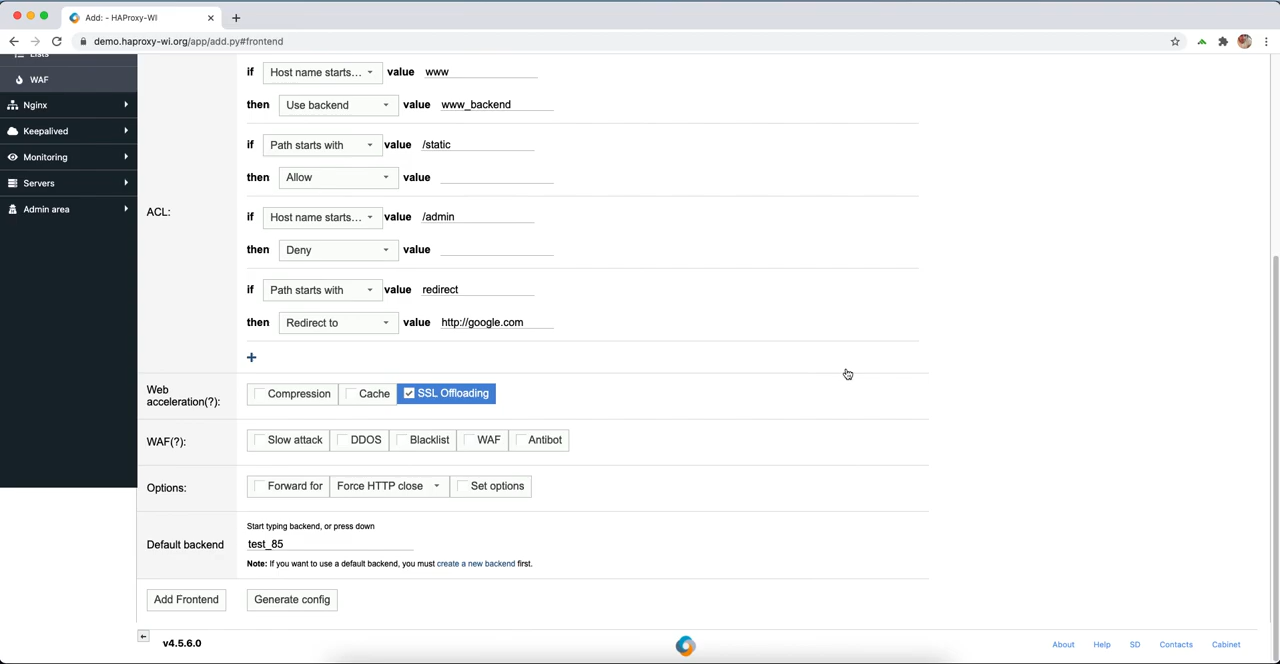 Add: - HAProxy-WI
demo.haproxy-wi.org/app/add.py#frontend
Lists
WAF
Nginx
Keepalived
Monitoring
Servers
Admin area
ACL:
if Host name starts... value www
then Use backend value www_backend
if Path starts with value /static
then Allow value
if Host name starts... value /admin
then Deny value
if Path starts with value redirect
then Redirect to value http://google.com
+
Web
acceleration(?):
Compression Cache SSL Offloading
WAF(?): Slow attack DDOS Blacklist WAF Antibot
Options: Forward for Force HTTP close Set options
Start typing backend, or press down
Default backend test_85
Note: If you want to use a default backend, you must create a new backend first.
Add Frontend Generate config
v4.5.6.0
About Help SD Contacts Cabinet